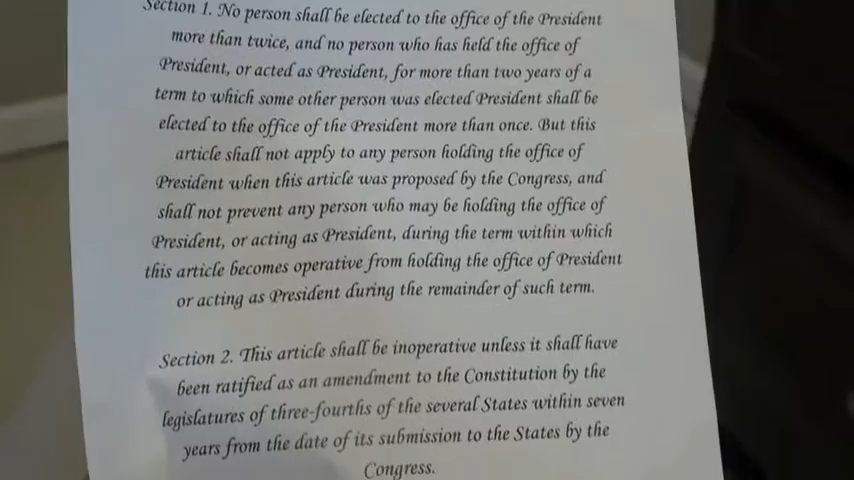 Section 1. No person shall be elected to the office of the President
more than twice, and no person who has held the office of
President, or acted as President, for more than two years of a
term to which some other person was elected President shall be
elected to the office of the President more than once. But this
article shall not apply to any person holding the office of
President when this article was proposed by the Congress, and
shall not prevent any person who may be holding the office of
President, or acting as President, during the term within which
this article becomes operative from holding the office of President
or acting as President during the remainder of such term.
Section 2. This article shall be inoperative unless it shall have
been ratified as an amendment to the Constitution by the
legislatures of three-fourths of the several States within seven
years from the date of its submission to the States by the
Congress.